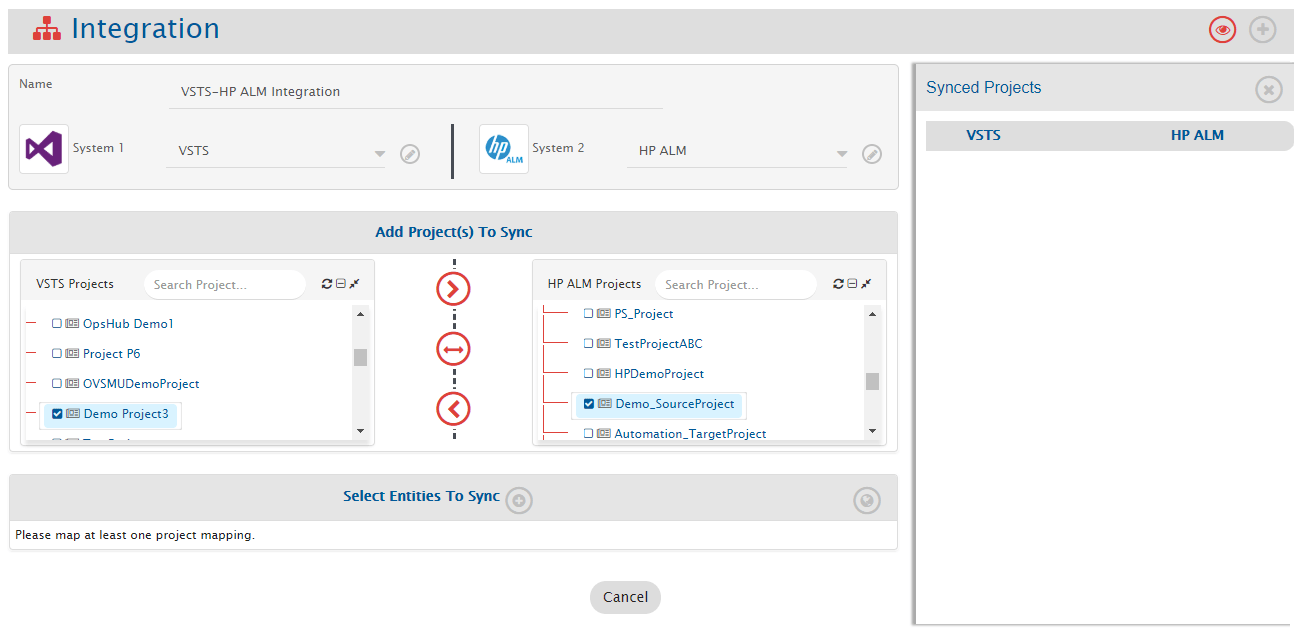 Integration
Name
VSTS-HP ALM Integration
System 1
VSTS
hp
ALM
System 2
HP ALM
Add Project(s) To Sync
VSTS Projects
Search Project...
OpsHub Demo1
Project P6
OVSMUDemoProject
Demo Project3
HP ALM Projects
Search Project...
PS_Project
TestProjectABC
HPDemoProject
Demo_SourceProject
Automation_TargetProject
Select Entities To Sync
Please map at least one project mapping.
Cancel
Synced Projects
VSTS HP ALM